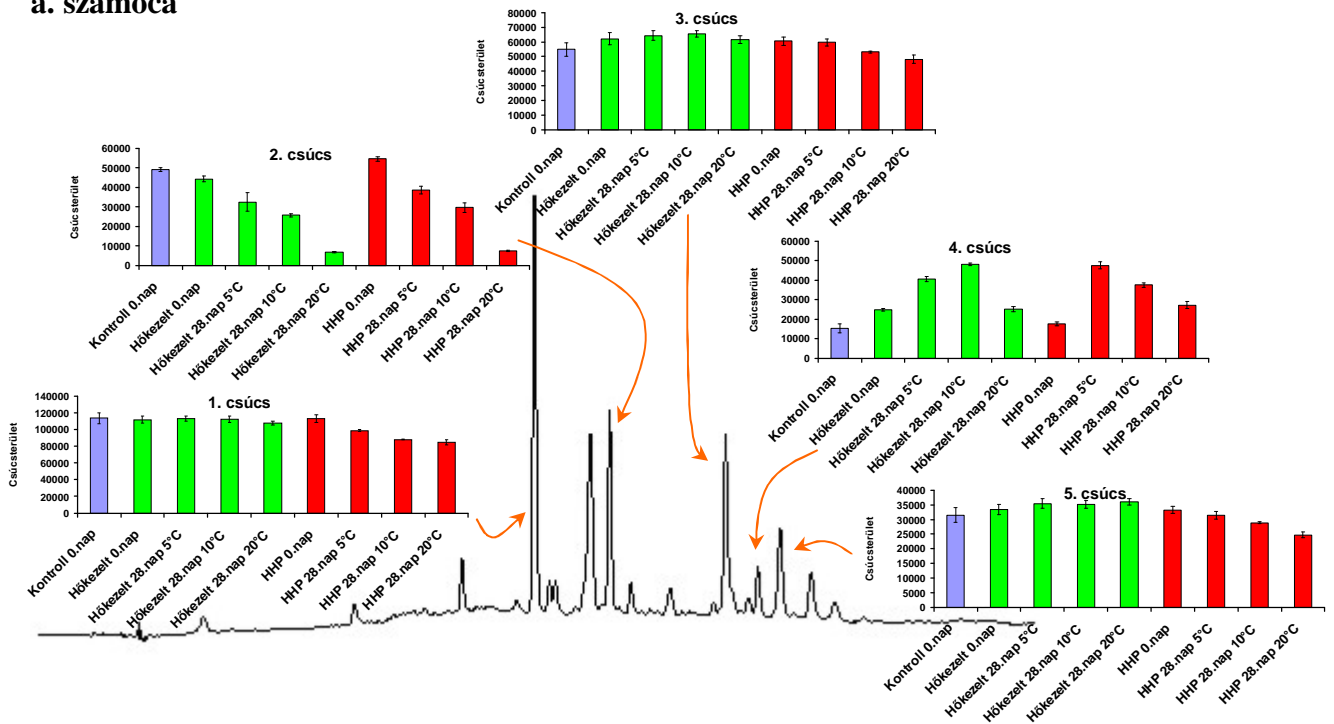 a. szamóca
3. csúcs
Csúcsterület
80000
70000
60000
50000
40000
30000
20000
10000
0
Kontroll 0.nap
Hőkezelt 0.nap
Hőkezelt 28.nap 5°C
Hőkezelt 28.nap 10°C
Hőkezelt 28.nap 20°C
HHP 0.nap
HHP 28.nap 5°C
HHP 28.nap 10°C
HHP 28.nap 20°C
2. csúcs
Csúcsterület
60000
50000
40000
30000
20000
10000
0
Kontroll 0.nap
Hőkezelt 0.nap
Hőkezelt 28.nap 5°C
Hőkezelt 28.nap 10°C
Hőkezelt 28.nap 20°C
HHP 0.nap
HHP 28.nap 5°C
HHP 28.nap 10°C
HHP 28.nap 20°C
4. csúcs
Csúcsterület
60000
50000
40000
30000
20000
10000
0
Kontroll 0.nap
Hőkezelt 0.nap
Hőkezelt 28.nap 5°C
Hőkezelt 28.nap 10°C
Hőkezelt 28.nap 20°C
HHP 0.nap
HHP 28.nap 5°C
HHP 28.nap 10°C
HHP 28.nap 20°C
1. csúcs
Csúcsterület
140000
120000
100000
80000
60000
40000
20000
0
Kontroll 0.nap
Hőkezelt 0.nap
Hőkezelt 28.nap 5°C
Hőkezelt 28.nap 10°C
Hőkezelt 28.nap 20°C
HHP 0.nap
HHP 28.nap 5°C
HHP 28.nap 10°C
HHP 28.nap 20°C
5. csúcs
Csúcsterület
40000
35000
30000
25000
20000
15000
10000
5000
0
Kontroll 0.nap
Hőkezelt 0.nap
Hőkezelt 28.nap 5°C
Hőkezelt 28.nap 10°C
Hőkezelt 28.nap 20°C
HHP 0.nap
HHP 28.nap 5°C
HHP 28.nap 10°C
HHP 28.nap 20°C